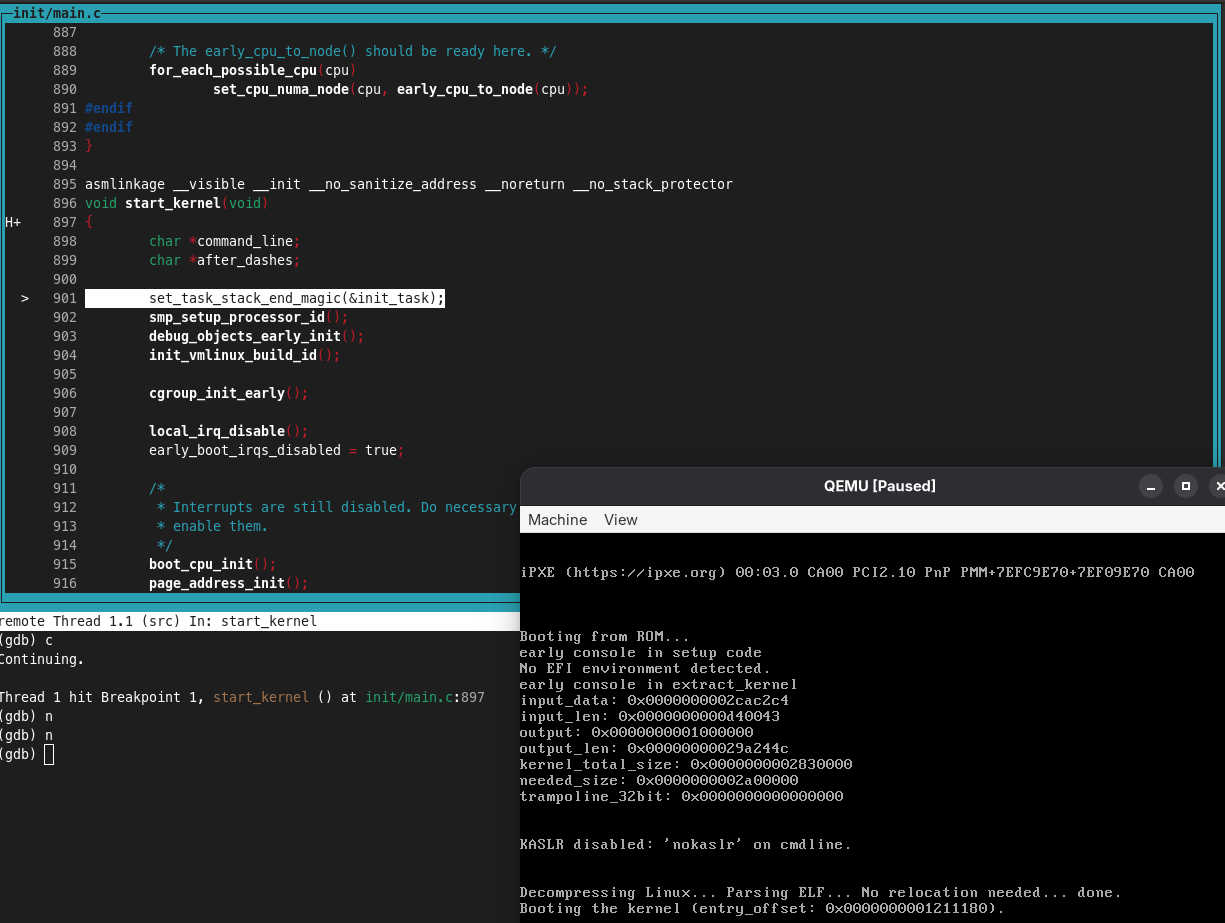 init/main.c
887
888 /* The early_cpu_to_node() should be ready here. */
889 for_each_possible_cpu(cpu)
890 set_cpu_numa_node(cpu, early_cpu_to_node(cpu));
891 #endif
892 #endif
893 }
894
895 asmlinkage __visible __init __no_sanitize_address __noreturn __no_stack_protector
896 void start_kernel(void)
H+ 897 {
898 char *command_line;
899 char *after_dashes;
900
> 901 set_task_stack_end_magic(&init_task);
902 smp_setup_processor_id();
903 debug_objects_early_init();
904 init_vmlinux_build_id();
905
906 cgroup_init_early();
907
908 local_irq_disable();
909 early_boot_irqs_disabled = true;
910
911 /*
912 * Interrupts are still disabled. Do necessary
913 * enable them.
914 */
915 boot_cpu_init();
916 page_address_init();
remote Thread 1.1 (src) In: start_kernel
(gdb) c
Continuing.
Thread 1 hit Breakpoint 1, start_kernel () at init/main.c:897
(gdb) n
(gdb) n
(gdb)
QEMU [Paused]
Machine View
iPXE (https://ipxe.org) 00:03.0 CA00 PCI2.10 PnP PMM+7EFC9E70+7EF09E70 CA00
Booting from ROM...
early console in setup code
No EFI environment detected.
early console in extract_kernel
input_data: 0x0000000002cac2c4
input_len: 0x0000000000d40043
output: 0x0000000001000000
output_len: 0x00000000029a244c
kernel_total_size: 0x0000000002830000
needed_size: 0x0000000002a00000
trampoline_32bit: 0x0000000000000000
KASLR disabled: 'nokaslr' on cmdline.
Decompressing Linux... Parsing ELF... No relocation needed... done.
Booting the kernel (entry_offset: 0x0000000001211180).